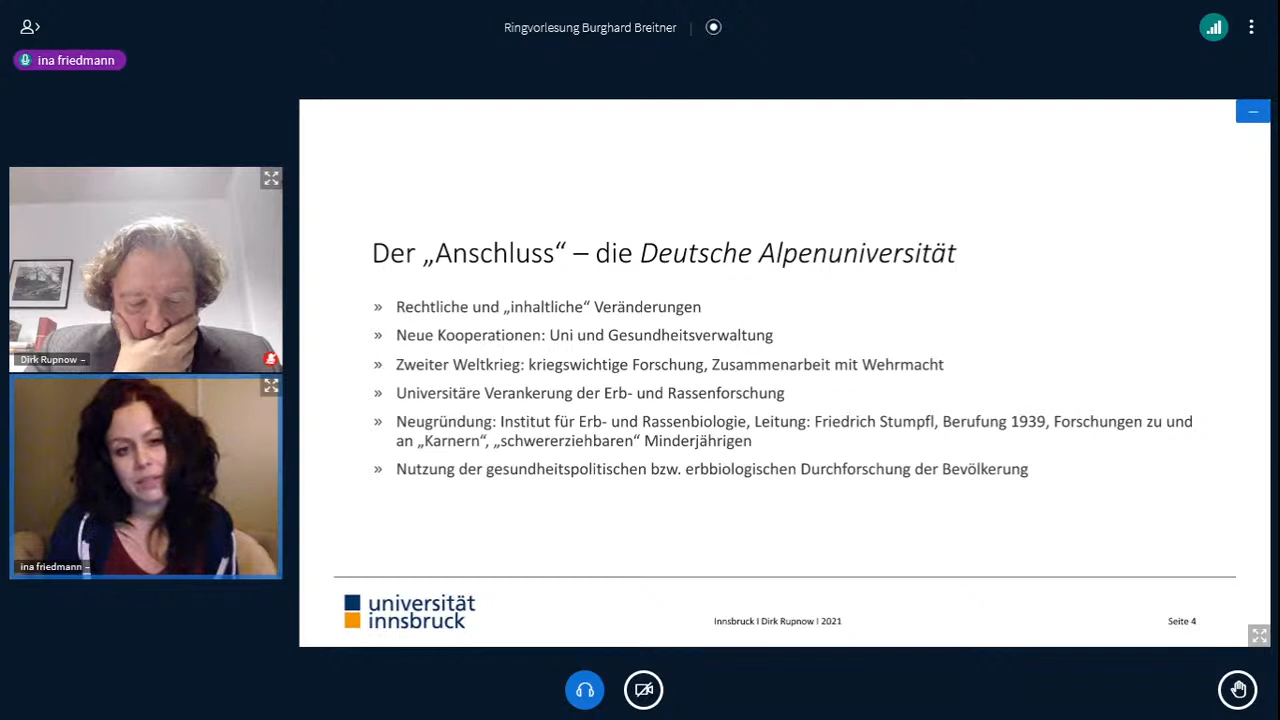 Ringvorlesung Burghard Breitner
ina friedmann
Dirk Rupnow
ina friedmann
Der „Anschluss“ – die Deutsche Alpenuniversität
» Rechtliche und „inhaltliche“ Veränderungen
» Neue Kooperationen: Uni und Gesundheitsverwaltung
» Zweiter Weltkrieg: kriegswichtige Forschung, Zusammenarbeit mit Wehrmacht
» Universitäre Verankerung der Erb- und Rassenforschung
» Neugründung: Institut für Erb- und Rassenbiologie, Leitung: Friedrich Stumpfl, Berufung 1939, Forschungen zu und
an „Karnern“, „schwererziehbaren“ Minderjährigen
» Nutzung der gesundheitspolitischen bzw. erbbiologischen Durchforschung der Bevölkerung
universität
innsbruck
Innsbruck I Dirk Rupnow I 2021
Seite 4